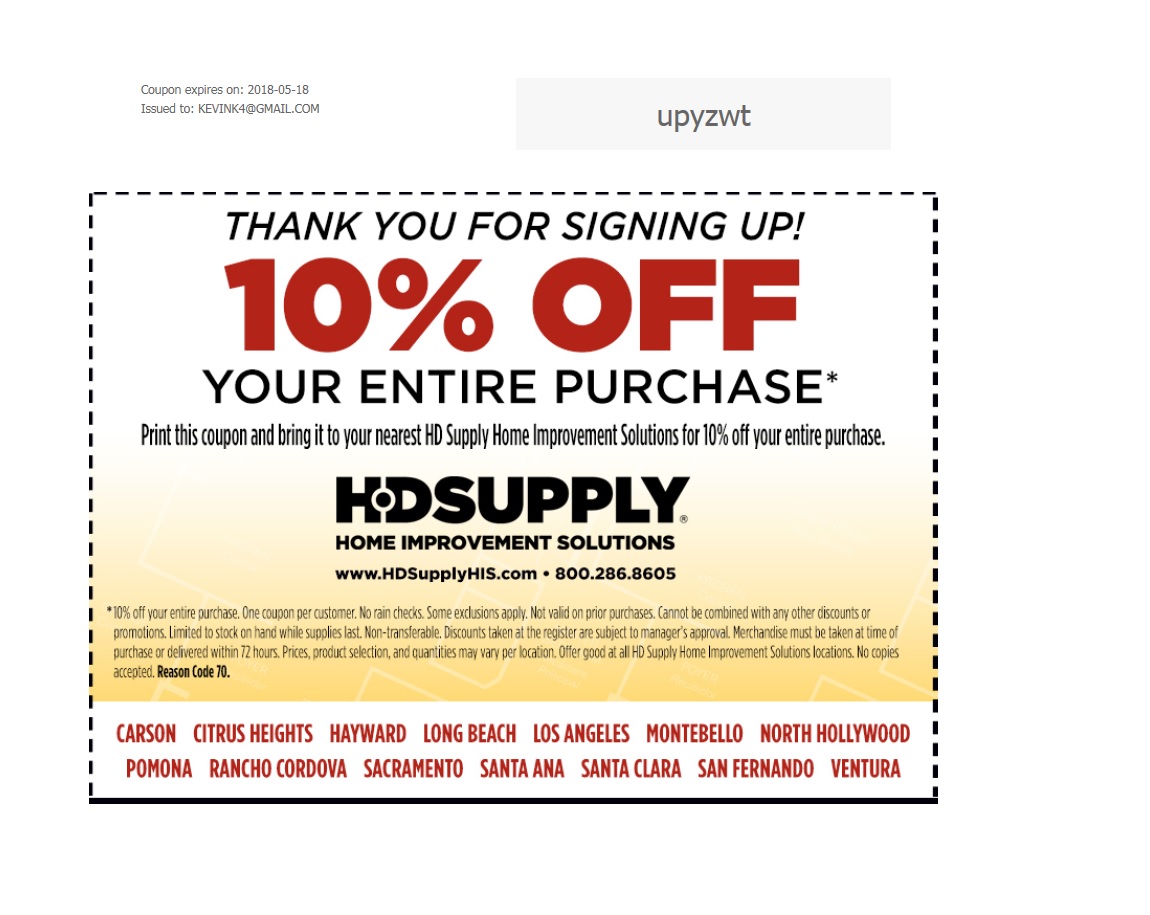 Coupon expires on: 2018-05-18
Issued to: KEVINK4@GMAIL.COM
upyzwt
THANK YOU FOR SIGNING UP!
10% OFF
YOUR ENTIRE PURCHASE*
Print this coupon and bring it to your nearest HD Supply Home Improvement Solutions for 10% off your entire purchase.
HDSUPPLY®
HOME IMPROVEMENT SOLUTIONS
www.HDSupplyHIS.com • 800.286.8605
*10% off your entire purchase. One coupon per customer. No rain checks. Some exclusions apply. Not valid on prior purchases. Cannot be combined with any other discounts or
promotions. Limited to stock on hand while supplies last. Non-transferable. Discounts taken at the register are subject to manager's approval. Merchandise must be taken at time of
purchase or delivered within 72 hours. Prices, product selection, and quantities may vary per location. Offer good at all HD Supply Home Improvement Solutions locations. No copies
accepted. Reason Code 70.
CARSON CITRUS HEIGHTS HAYWARD LONG BEACH LOS ANGELES MONTEBELLO NORTH HOLLYWOOD
POMONA RANCHO CORDOVA SACRAMENTO SANTA ANA SANTA CLARA SAN FERNANDO VENTURA